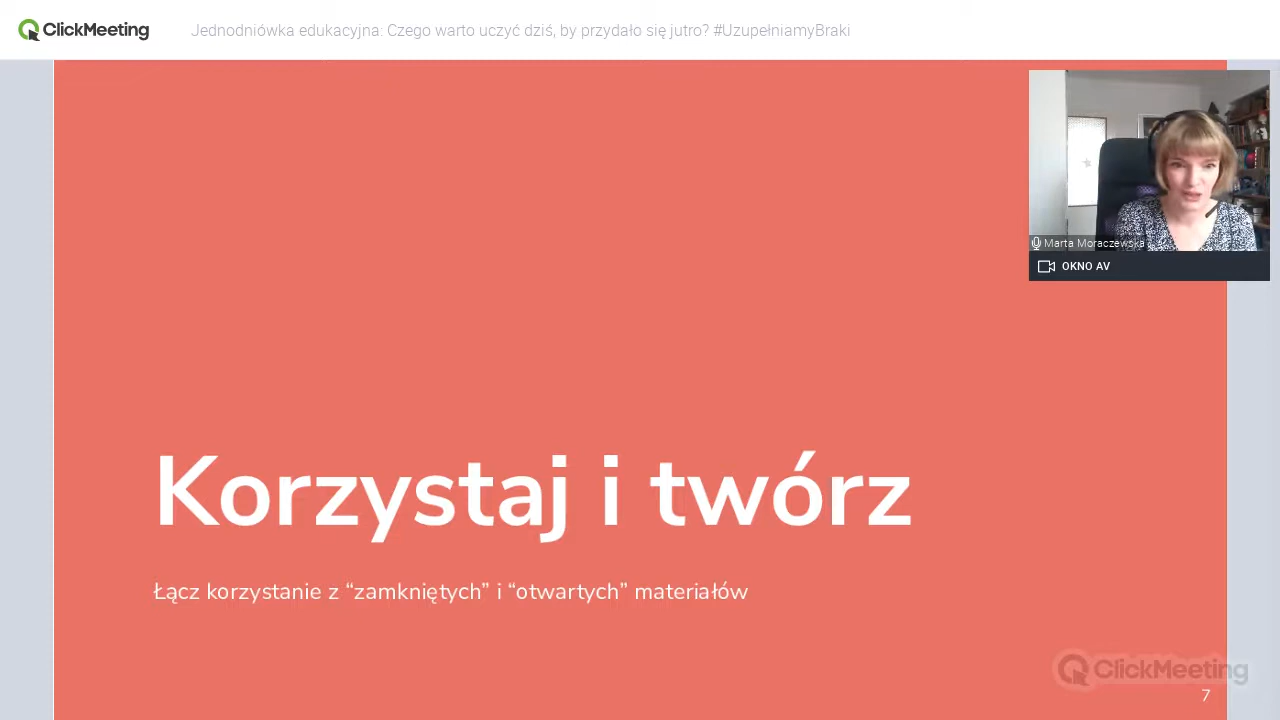 ClickMeeting
Jednodniówka edukacyjna: Czego warto uczyć dziś, by przydało się jutro? #UzupełniamyBraki
Marta Moraczewska
OKNO AV
Korzystaj i twórz
Łącz korzystanie z “zamkniętych” i “otwartych” materiałów
ClickMeeting
7